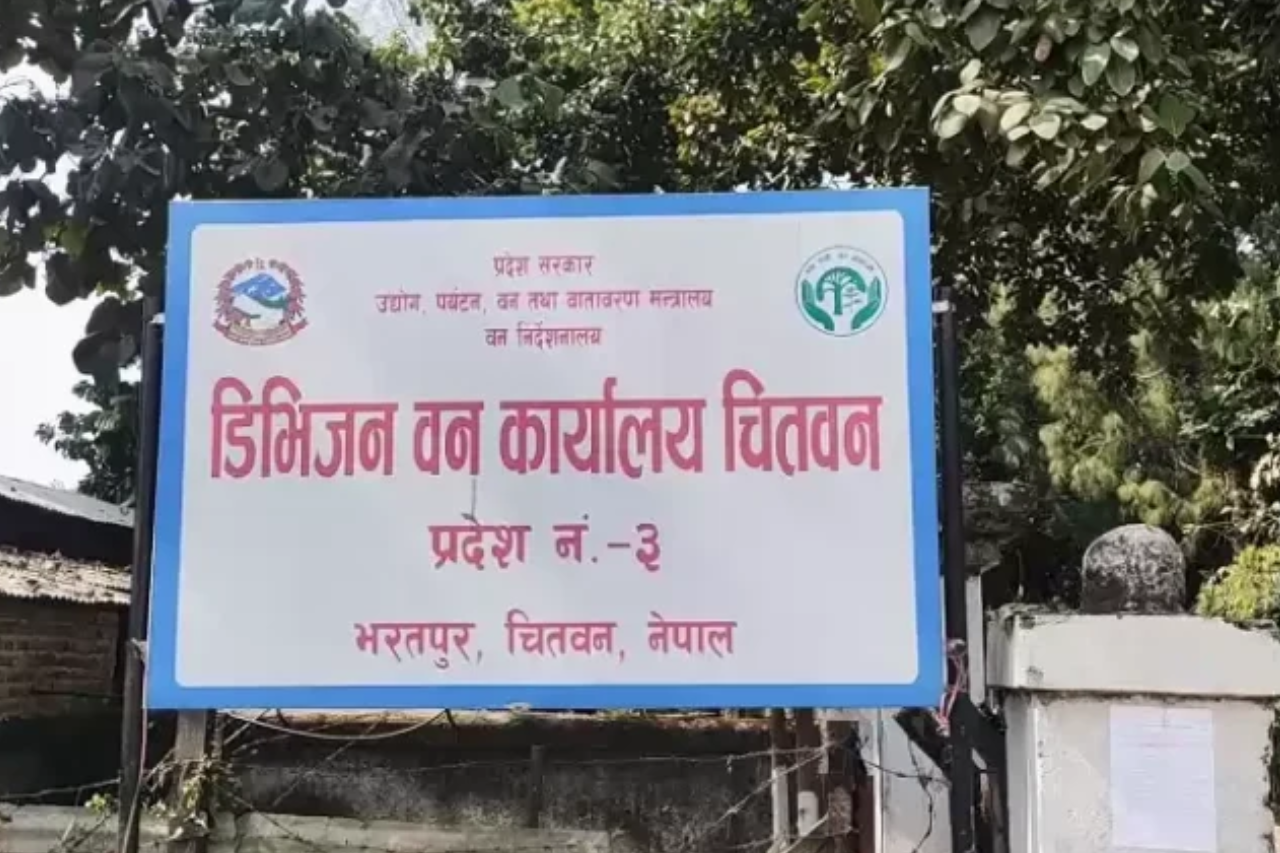 प्रदेश सरकार
उद्योग, पर्यटन, वन तथा वातावरण मन्त्रालय
वन निर्देशनालय
डिभिजन वन कार्यालय चितवन
प्रदेश नं.-३
भरतपुर, चितवन, नेपाल